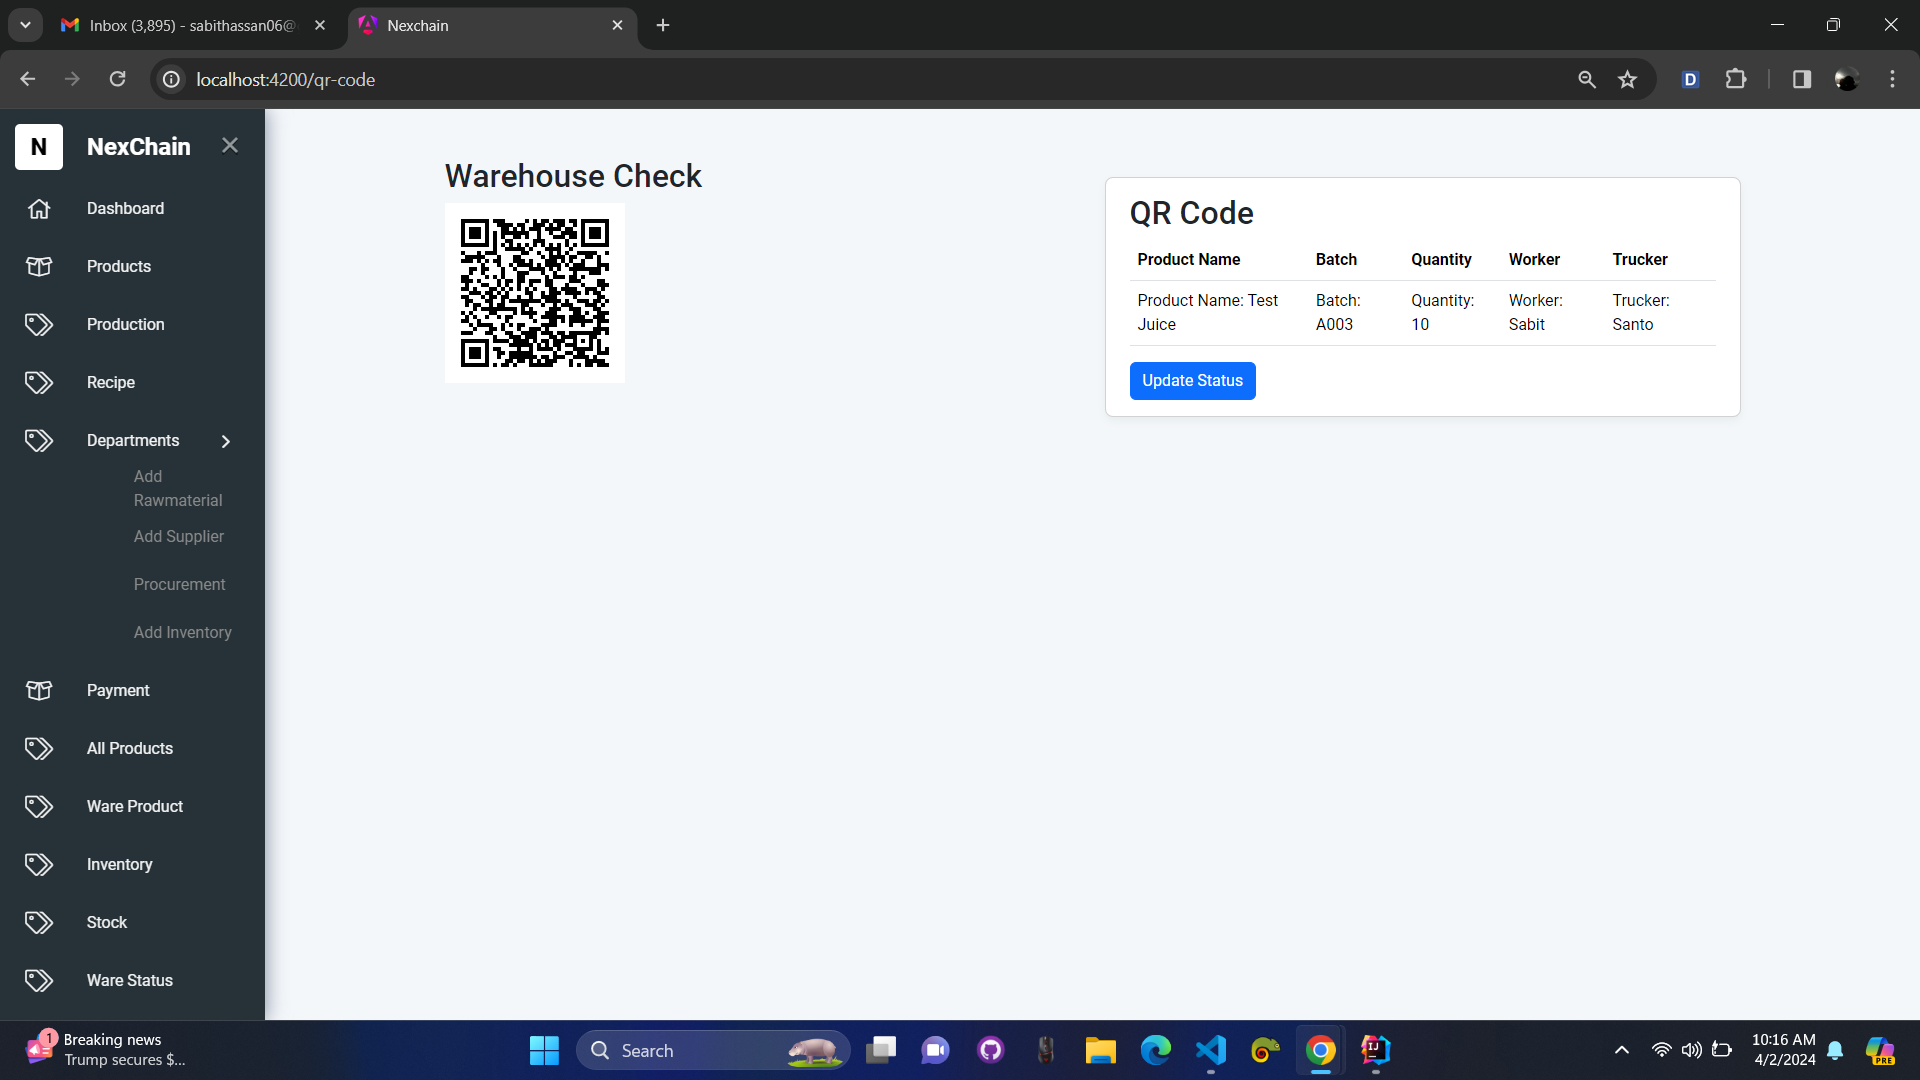 Inbox (3,895) - sabithassan06@
Nexchain
localhost:4200/qr-code
D
N
NexChain
Dashboard
Products
Production
Recipe
Departments
Add
Rawmaterial
Add Supplier
Procurement
Add Inventory
Payment
All Products
Ware Product
Inventory
Stock
Ware Status
Warehouse Check
QR Code
Product Name Batch Quantity Worker Trucker
Product Name: Test Batch: Quantity: Worker: Trucker:
Juice A003 10 Sabit Santo
Update Status
1
Breaking news
Trump secures $...
Search
IJ
10:16 AM
4/2/2024
PRE